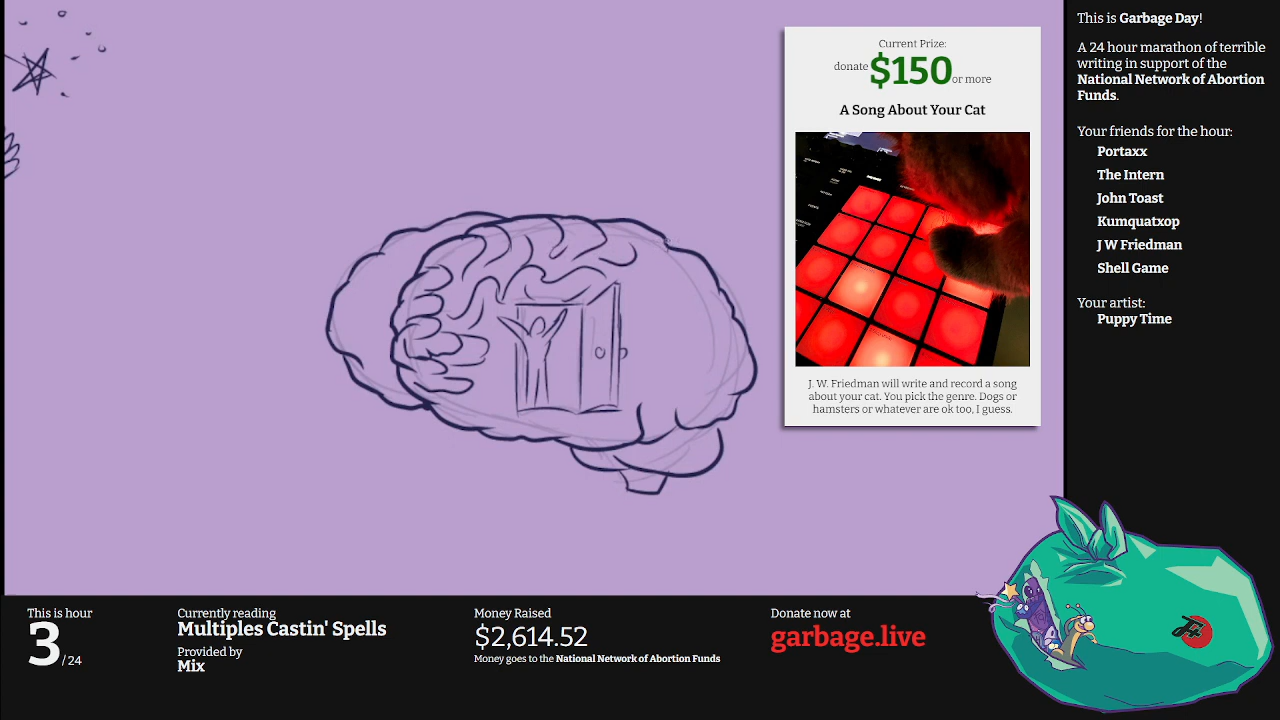 Current Prize:
donate $150 or more
A Song About Your Cat
J. W. Friedman will write and record a song
about your cat. You pick the genre. Dogs or
hamsters or whatever are ok too, I guess.
This is Garbage Day!
A 24 hour marathon of terrible
writing in support of the
National Network of Abortion
Funds.
Your friends for the hour:
Portaxx
The Intern
John Toast
Kumquatxop
J W Friedman
Shell Game
Your artist:
Puppy Time
This is hour
3/24
Currently reading
Multiples Castin' Spells
Provided by
Mix
Money Raised
$2,614.52
Money goes to the National Network of Abortion Funds
Donate now at
garbage.live